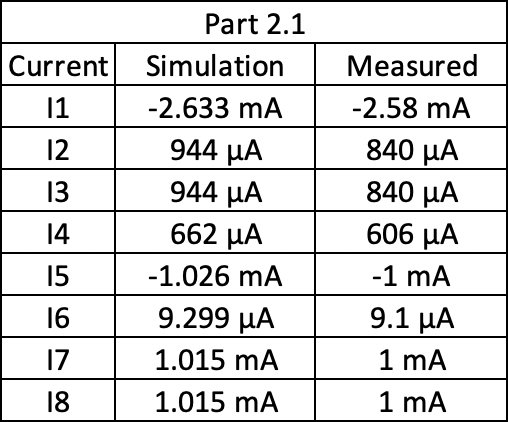 Part 2.1
Current Simulation Measured
I1 -2.633 mA -2.58 mA
I2 944 µA 840 µA
I3 944 µA 840 µA
I4 662 µA 606 µA
I5 -1.026 mA -1 mA
I6 9.299 µA 9.1 µA
I7 1.015 mA 1 mA
I8 1.015 mA 1 mA